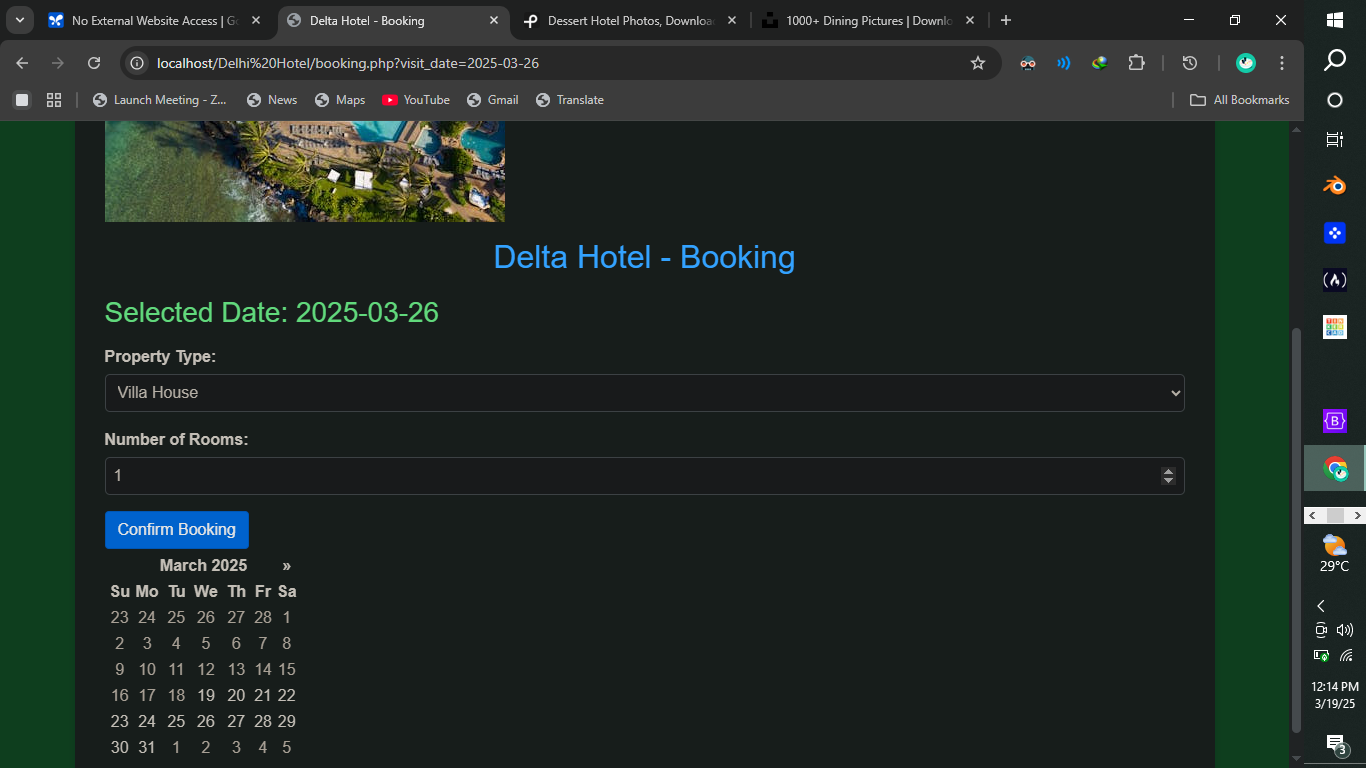 No External Website Access | G
Delta Hotel - Booking
Dessert Hotel Photos, Downloa
1000+ Dining Pictures | Downlo
localhost/Delhi%20Hotel/booking.php?visit_date=2025-03-26
Launch Meeting - Z...
News
Maps
YouTube
Gmail
Translate
All Bookmarks
Delta Hotel - Booking
Selected Date: 2025-03-26
Property Type:
Villa House
Number of Rooms:
1
Confirm Booking
March 2025 »
Su Mo Tu We Th Fr Sa
23 24 25 26 27 28 1
2 3 4 5 6 7 8
9 10 11 12 13 14 15
16 17 18 19 20 21 22
23 24 25 26 27 28 29
30 31 1 2 3 4 5
29°C
12:14 PM
3/19/25
3